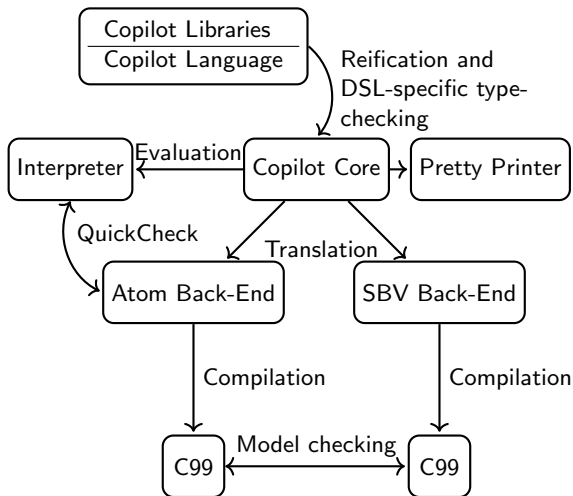 Copilot Libraries
Copilot Language
Reification and
DSL-specific type-
checking
Evaluation
Interpreter
Copilot Core
Pretty Printer
QuickCheck
Translation
Atom Back-End
SBV Back-End
Compilation
Compilation
Model checking
C99
C99